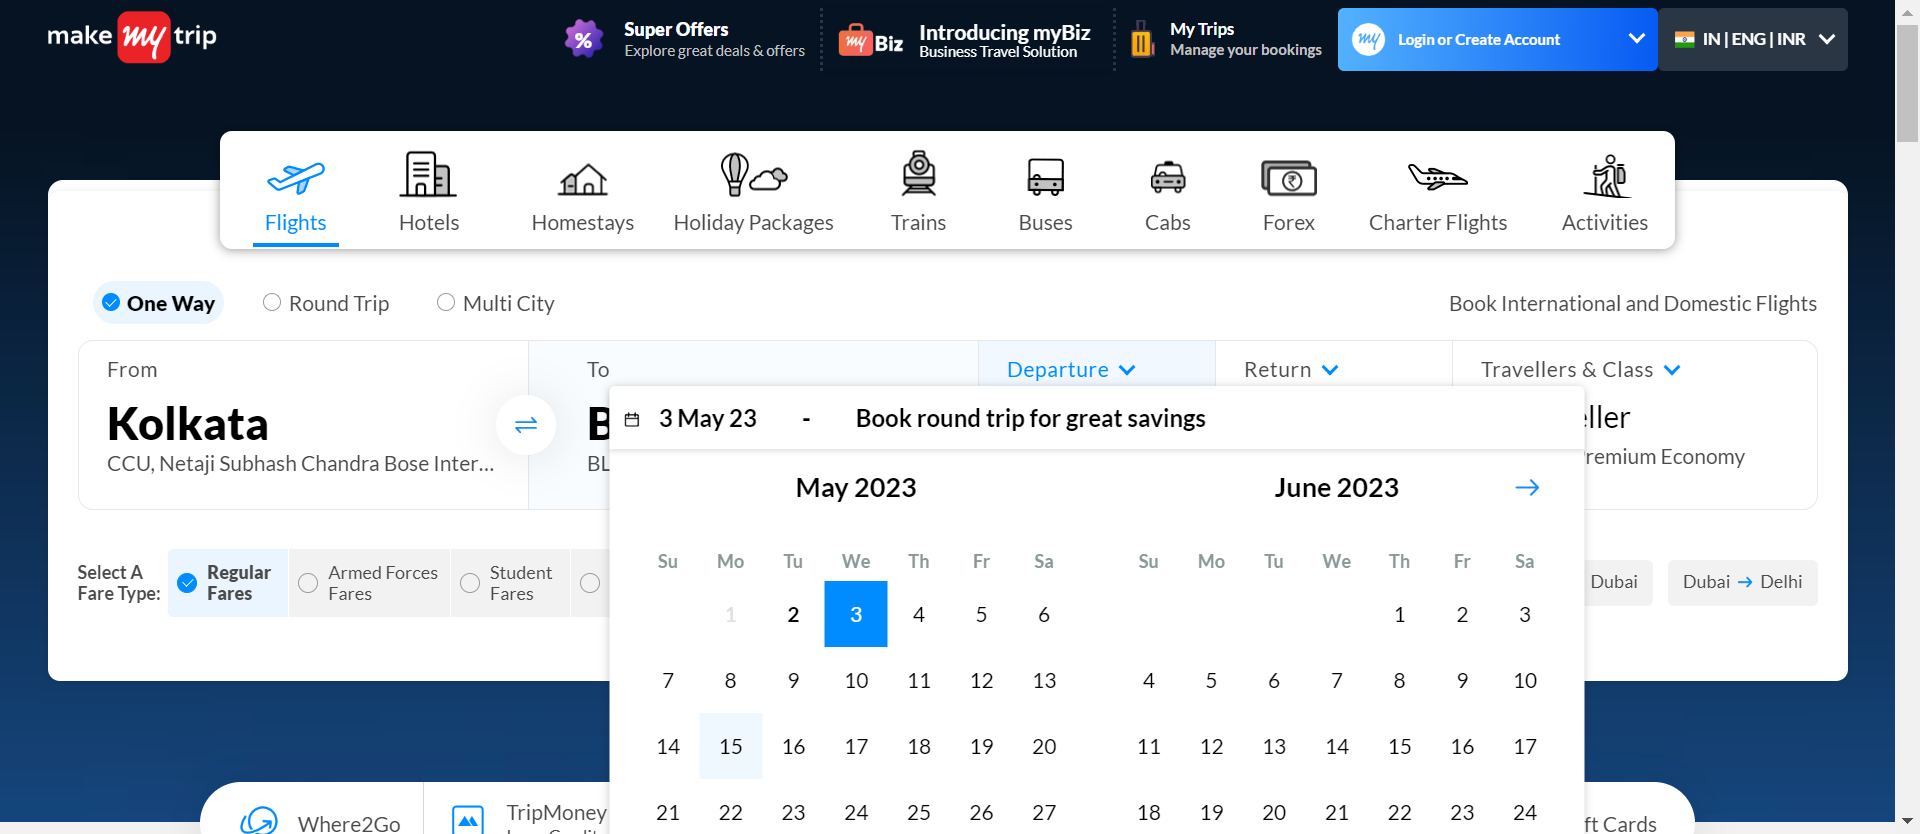 make my trip
%
Super Offers
Explore great deals & offers
my Biz
Introducing myBiz
Business Travel Solution
My Trips
Manage your bookings
my
Login or Create Account
IN | ENG | INR
Flights
Hotels
Homestays
Holiday Packages
Trains
Buses
Cabs
₹
Forex
Charter Flights
Activities
One Way
Round Trip
Multi City
Book International and Domestic Flights
From
To
Departure
Return
Travellers & Class
Kolkata
B
3 May 23
-
Book round trip for great savings
eller
CCU, Netaji Subhash Chandra Bose Inter...
BL
remium Economy
May 2023
June 2023
Su Mo Tu We Th Fr Sa
Su Mo Tu We Th Fr Sa
1 2 3 4 5 6
1 2 3
7 8 9 10 11 12 13
4 5 6 7 8 9 10
14 15 16 17 18 19 20
11 12 13 14 15 16 17
21 22 23 24 25 26 27
18 19 20 21 22 23 24
Select A
Fare Type:
Regular
Fares
Armed Forces
Fares
Student
Fares
Dubai
Dubai → Delhi
Where2Go
TripMoney
ft Cards